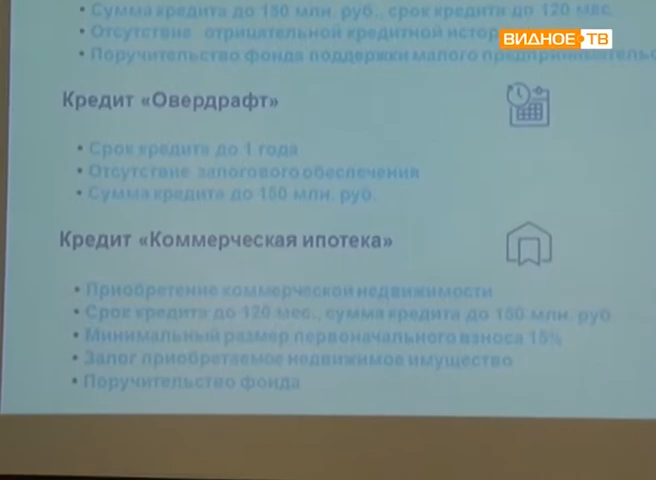 • Сумма кредита до 150 млн. руб., срок кредита до 120 мес.
• Отсутствие отрицательной кредитной
ВИДНОЕ ТВ
• Поручительство фонда поддержки малого
Кредит «Овердрафт»
• Срок кредита до 1 года
• Отсутствие залогового обеспечения
• Сумма кредита до 150 млн. руб.
Кредит «Коммерческая ипотека»
• Приобретение коммерческой недвижимости
• Срок кредита до 120 мес., сумма кредита до 150 млн. руб
• Минимальный размер первоначального взноса 15%
• Залог приобретаемое недвижимое имущество
• Поручительство фонда